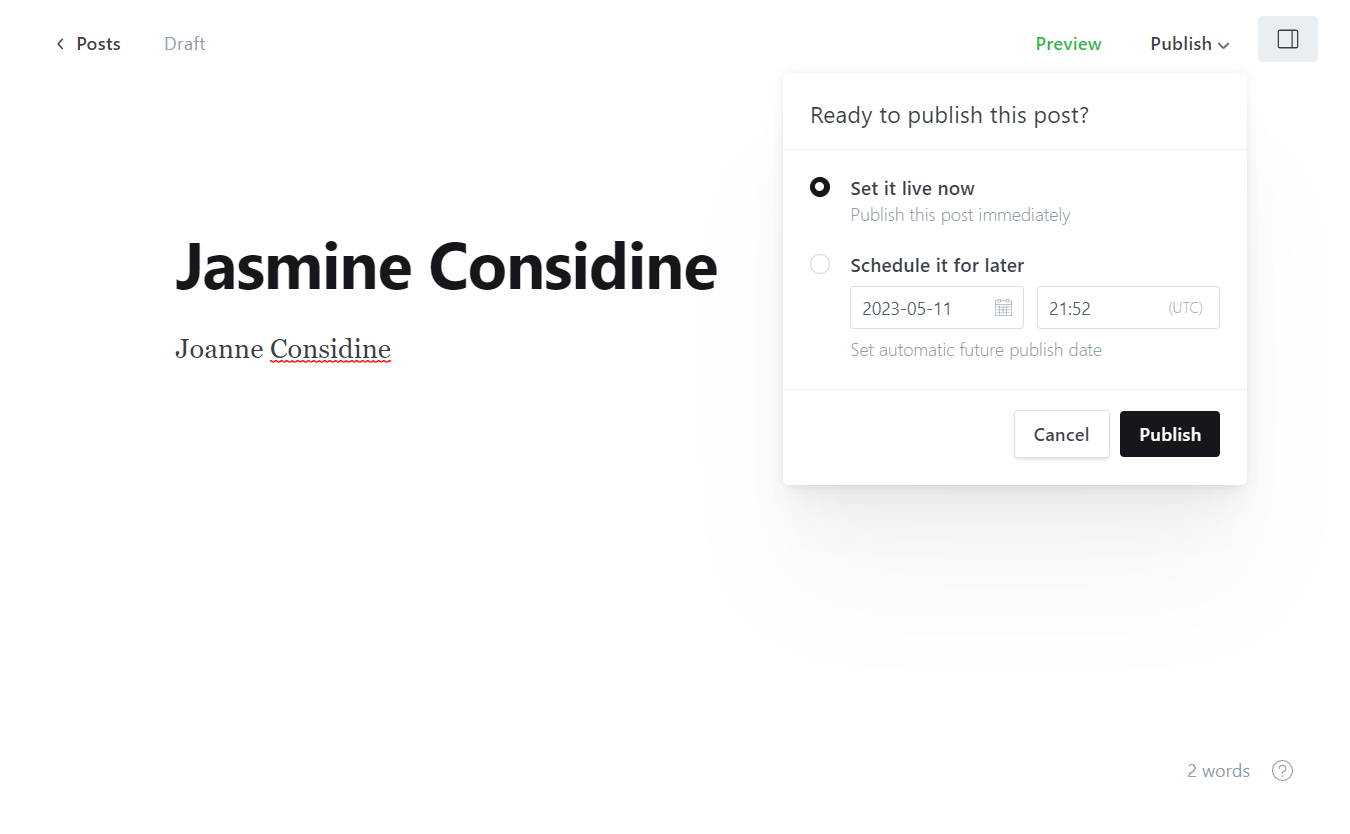 Posts Draft Preview Publish
Ready to publish this post?
Set it live now
Publish this post immediately
Schedule it for later
2023-05-11 21:52 (UTC)
Set automatic future publish date
Cancel Publish
Jasmine Considine
Joanne Considine
2 words ?